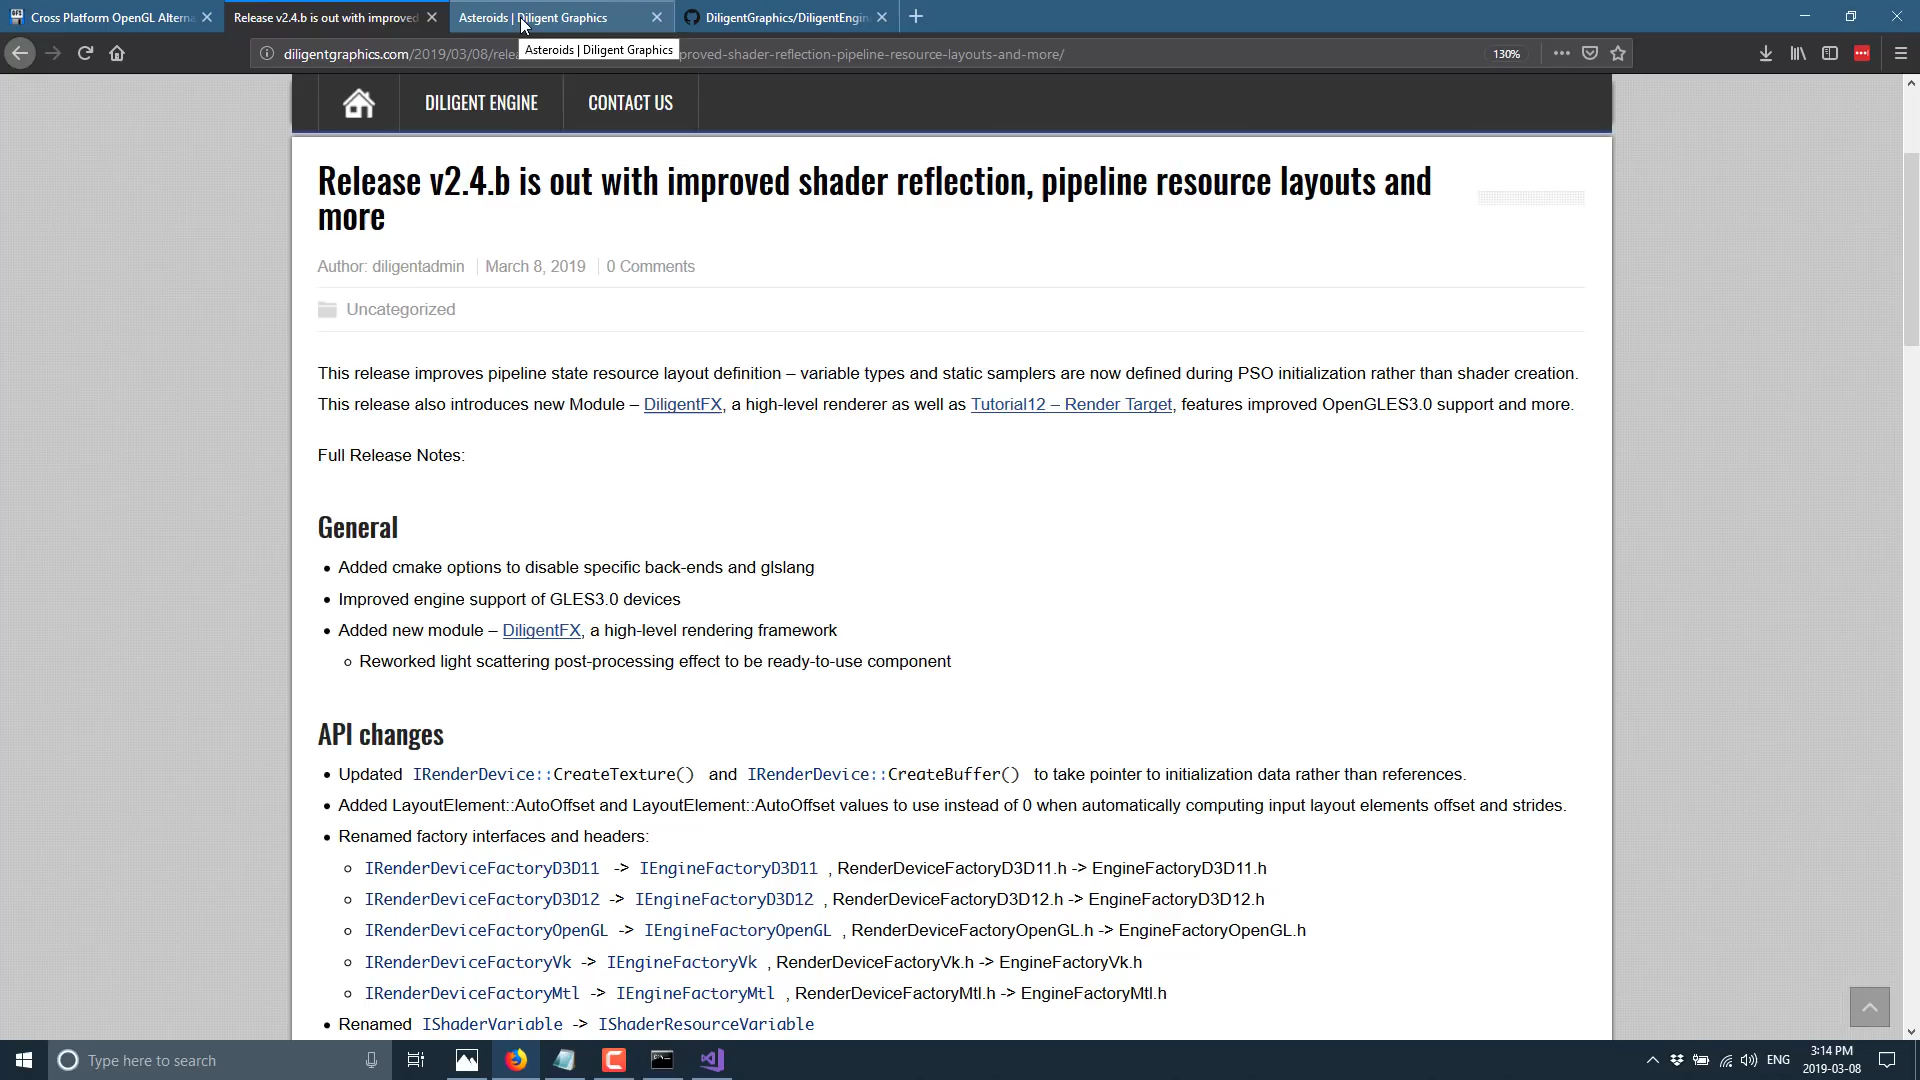 Cross Platform OpenGL Alterna
Release v2.4.b is out with improved
Asteroids | Diligent Graphics
DiligentGraphics/DiligentEngin
diligentgraphics.com/2019/03/08/relea
proved-shader-reflection-pipeline-resource-layouts-and-more/
130%
Asteroids | Diligent Graphics
DILIGENT ENGINE
CONTACT US
Release v2.4.b is out with improved shader reflection, pipeline resource layouts and
more
Author: diligentadmin
March 8, 2019
0 Comments
Uncategorized
This release improves pipeline state resource layout definition – variable types and static samplers are now defined during PSO initialization rather than shader creation.
This release also introduces new Module – DiligentFX, a high-level renderer as well as Tutorial12 – Render Target, features improved OpenGLES3.0 support and more.
Full Release Notes:
General
• Added cmake options to disable specific back-ends and glslang
• Improved engine support of GLES3.0 devices
• Added new module – DiligentFX, a high-level rendering framework
○ Reworked light scattering post-processing effect to be ready-to-use component
API changes
• Updated IRenderDevice::CreateTexture() and IRenderDevice::CreateBuffer() to take pointer to initialization data rather than references.
• Added LayoutElement::AutoOffset and LayoutElement::AutoOffset values to use instead of 0 when automatically computing input layout elements offset and strides.
• Renamed factory interfaces and headers:
○ IRenderDeviceFactoryD3D11 -> IEngineFactoryD3D11 , RenderDeviceFactoryD3D11.h -> EngineFactoryD3D11.h
○ IRenderDeviceFactoryD3D12 -> IEngineFactoryD3D12 , RenderDeviceFactoryD3D12.h -> EngineFactoryD3D12.h
○ IRenderDeviceFactoryOpenGL -> IEngineFactoryOpenGL , RenderDeviceFactoryOpenGL.h -> EngineFactoryOpenGL.h
○ IRenderDeviceFactoryVk -> IEngineFactoryVk , RenderDeviceFactoryVk.h -> EngineFactoryVk.h
○ IRenderDeviceFactoryMtl -> IEngineFactoryMtl , RenderDeviceFactoryMtl.h -> EngineFactoryMtl.h
• Renamed IShaderVariable -> IShaderResourceVariable
Type here to search
ENG
3:14 PM
2019-03-08